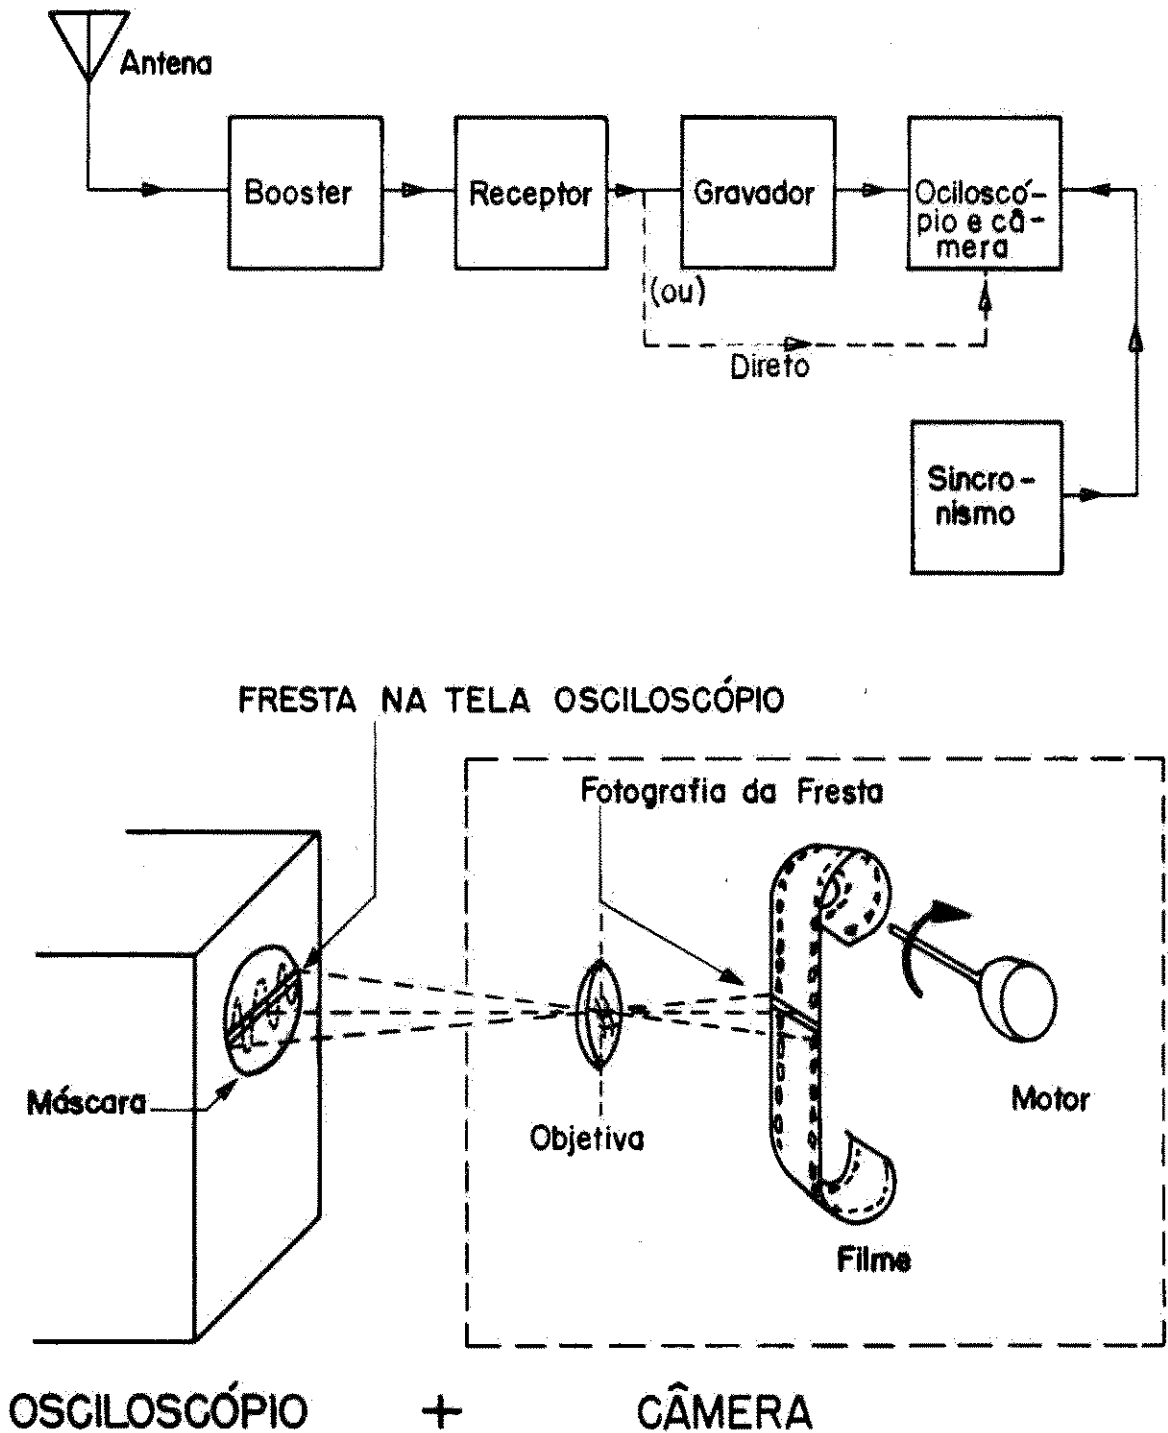 Antena
Booster
Receptor
Gravador
Ociloscó-
pio e câ-
mera
(ou)
Direto
Sincro-
nismo
FRESTA NA TELA OSCILOSCÓPIO
Fotografia da Fresta
Máscara
Objetiva
Motor
Filme
OSCILOSCÓPIO + CÂMERA